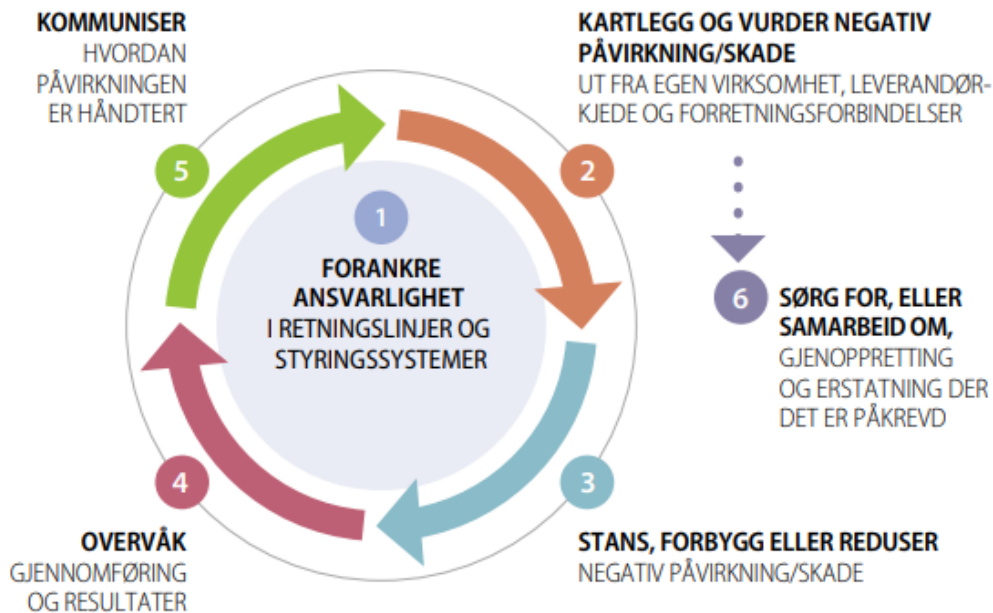 1
FORANKRE
ANSVARLIGHET
I RETNINGSLINJER OG
STYRINGSSYSTEMER
2
KARTLEGG OG VURDER NEGATIV
PÅVIRKNING/SKADE
UT FRA EGEN VIRKSOMHET, LEVERANDØR-
KJEDE OG FORRETNINGSFORBINDELSER
3
STANS, FORBYGG ELLER REDUSER
NEGATIV PÅVIRKNING/SKADE
4
OVERVÅK
GJENNOMFØRING
OG RESULTATER
5
KOMMUNISER
HVORDAN
PÅVIRKNINGEN
ER HÅNDTERT
6
SØRG FOR, ELLER
SAMARBEID OM,
GJENOPPRETTING
OG ERSTATNING DER
DET ER PÅKREVD